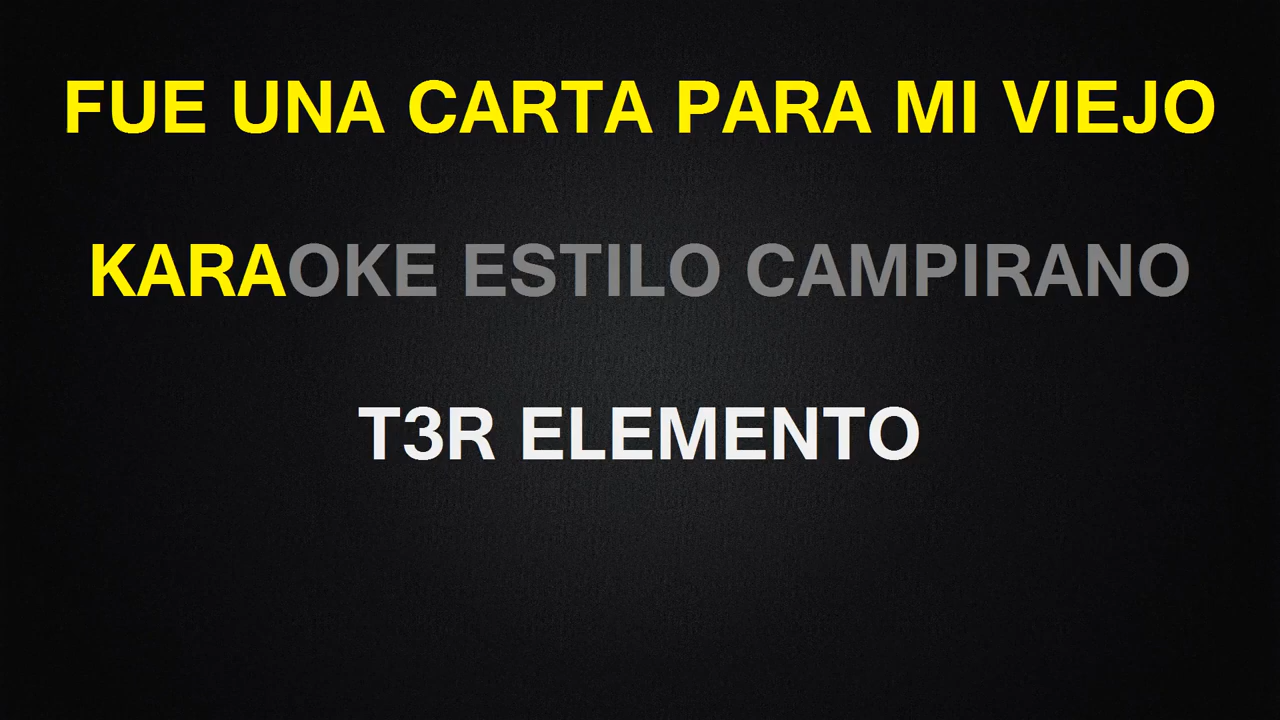 FUE UNA CARTA PARA MI VIEJO
KARAOKE ESTILO CAMPIRANO
T3R ELEMENTO